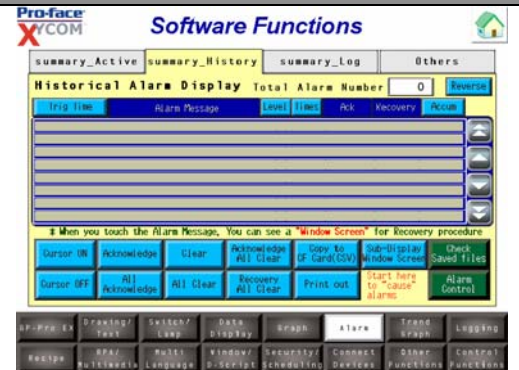 Pro-face
XYCOM
Software Functions
summary_Active summary_History summary_Log Others
Historical Alarm Display Total Alarm Number 0 Reverse
Trig Time Alarm Message Level Times Ack Recovery Accum
‡ When you touch the Alarm Message, You can see a "Window Screen" for Recovery procedure
Cursor ON Acknowledge Clear Acknowledge All Clear Copy to CF Card(CSV) Sub-Display Window Screen Check Saved files
Cursor OFF All Acknowledge All Clear Recovery All Clear Print out Start here to "cause" alarms Alarm Control
GP-Pro EX Drawing/ Text Switch/ Lamp Data Display Graph Alarm Trend Graph Logging
Recipe RPA/ Multimedia Multi Language Window/ D-Script Security/ Scheduling Connect Devices Other Functions Control Functions